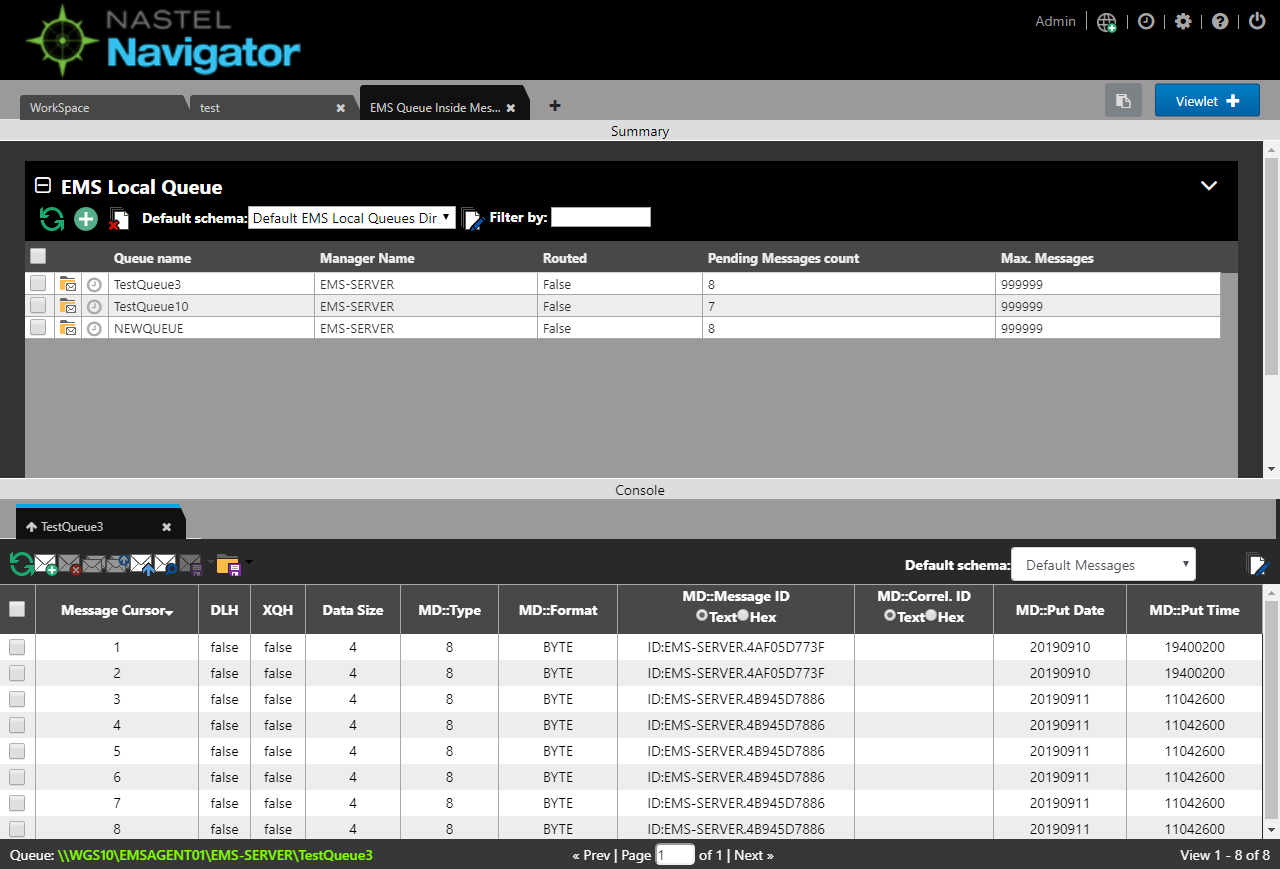 NASTEL
Navigator
Admin
WorkSpace test EMS Queue Inside Mes... Viewlet
Summary
EMS Local Queue
Default schema: Default EMS Local Queues Dir Filter by:
Queue name Manager Name Routed Pending Messages count Max. Messages
TestQueue3 EMS-SERVER False 8 999999
TestQueue10 EMS-SERVER False 7 999999
NEWQUEUE EMS-SERVER False 8 999999
Console
TestQueue3
Default schema: Default Messages
Message Cursor DLH XQH Data Size MD::Type MD::Format MD::Message ID Text Hex MD::Correl. ID Text Hex MD::Put Date MD::Put Time
1 false false 4 8 BYTE ID:EMS-SERVER.4AF05D773F 20190910 19400200
2 false false 4 8 BYTE ID:EMS-SERVER.4AF05D773F 20190910 19400200
3 false false 4 8 BYTE ID:EMS-SERVER.4B945D7886 20190911 11042600
4 false false 4 8 BYTE ID:EMS-SERVER.4B945D7886 20190911 11042600
5 false false 4 8 BYTE ID:EMS-SERVER.4B945D7886 20190911 11042600
6 false false 4 8 BYTE ID:EMS-SERVER.4B945D7886 20190911 11042600
7 false false 4 8 BYTE ID:EMS-SERVER.4B945D7886 20190911 11042600
8 false false 4 8 BYTE ID:EMS-SERVER.4B945D7886 20190911 11042600
Queue: \\WGS10\EMSAGENT01\EMS-SERVER\TestQueue3 « Prev | Page 1 of 1 | Next » View 1 - 8 of 8